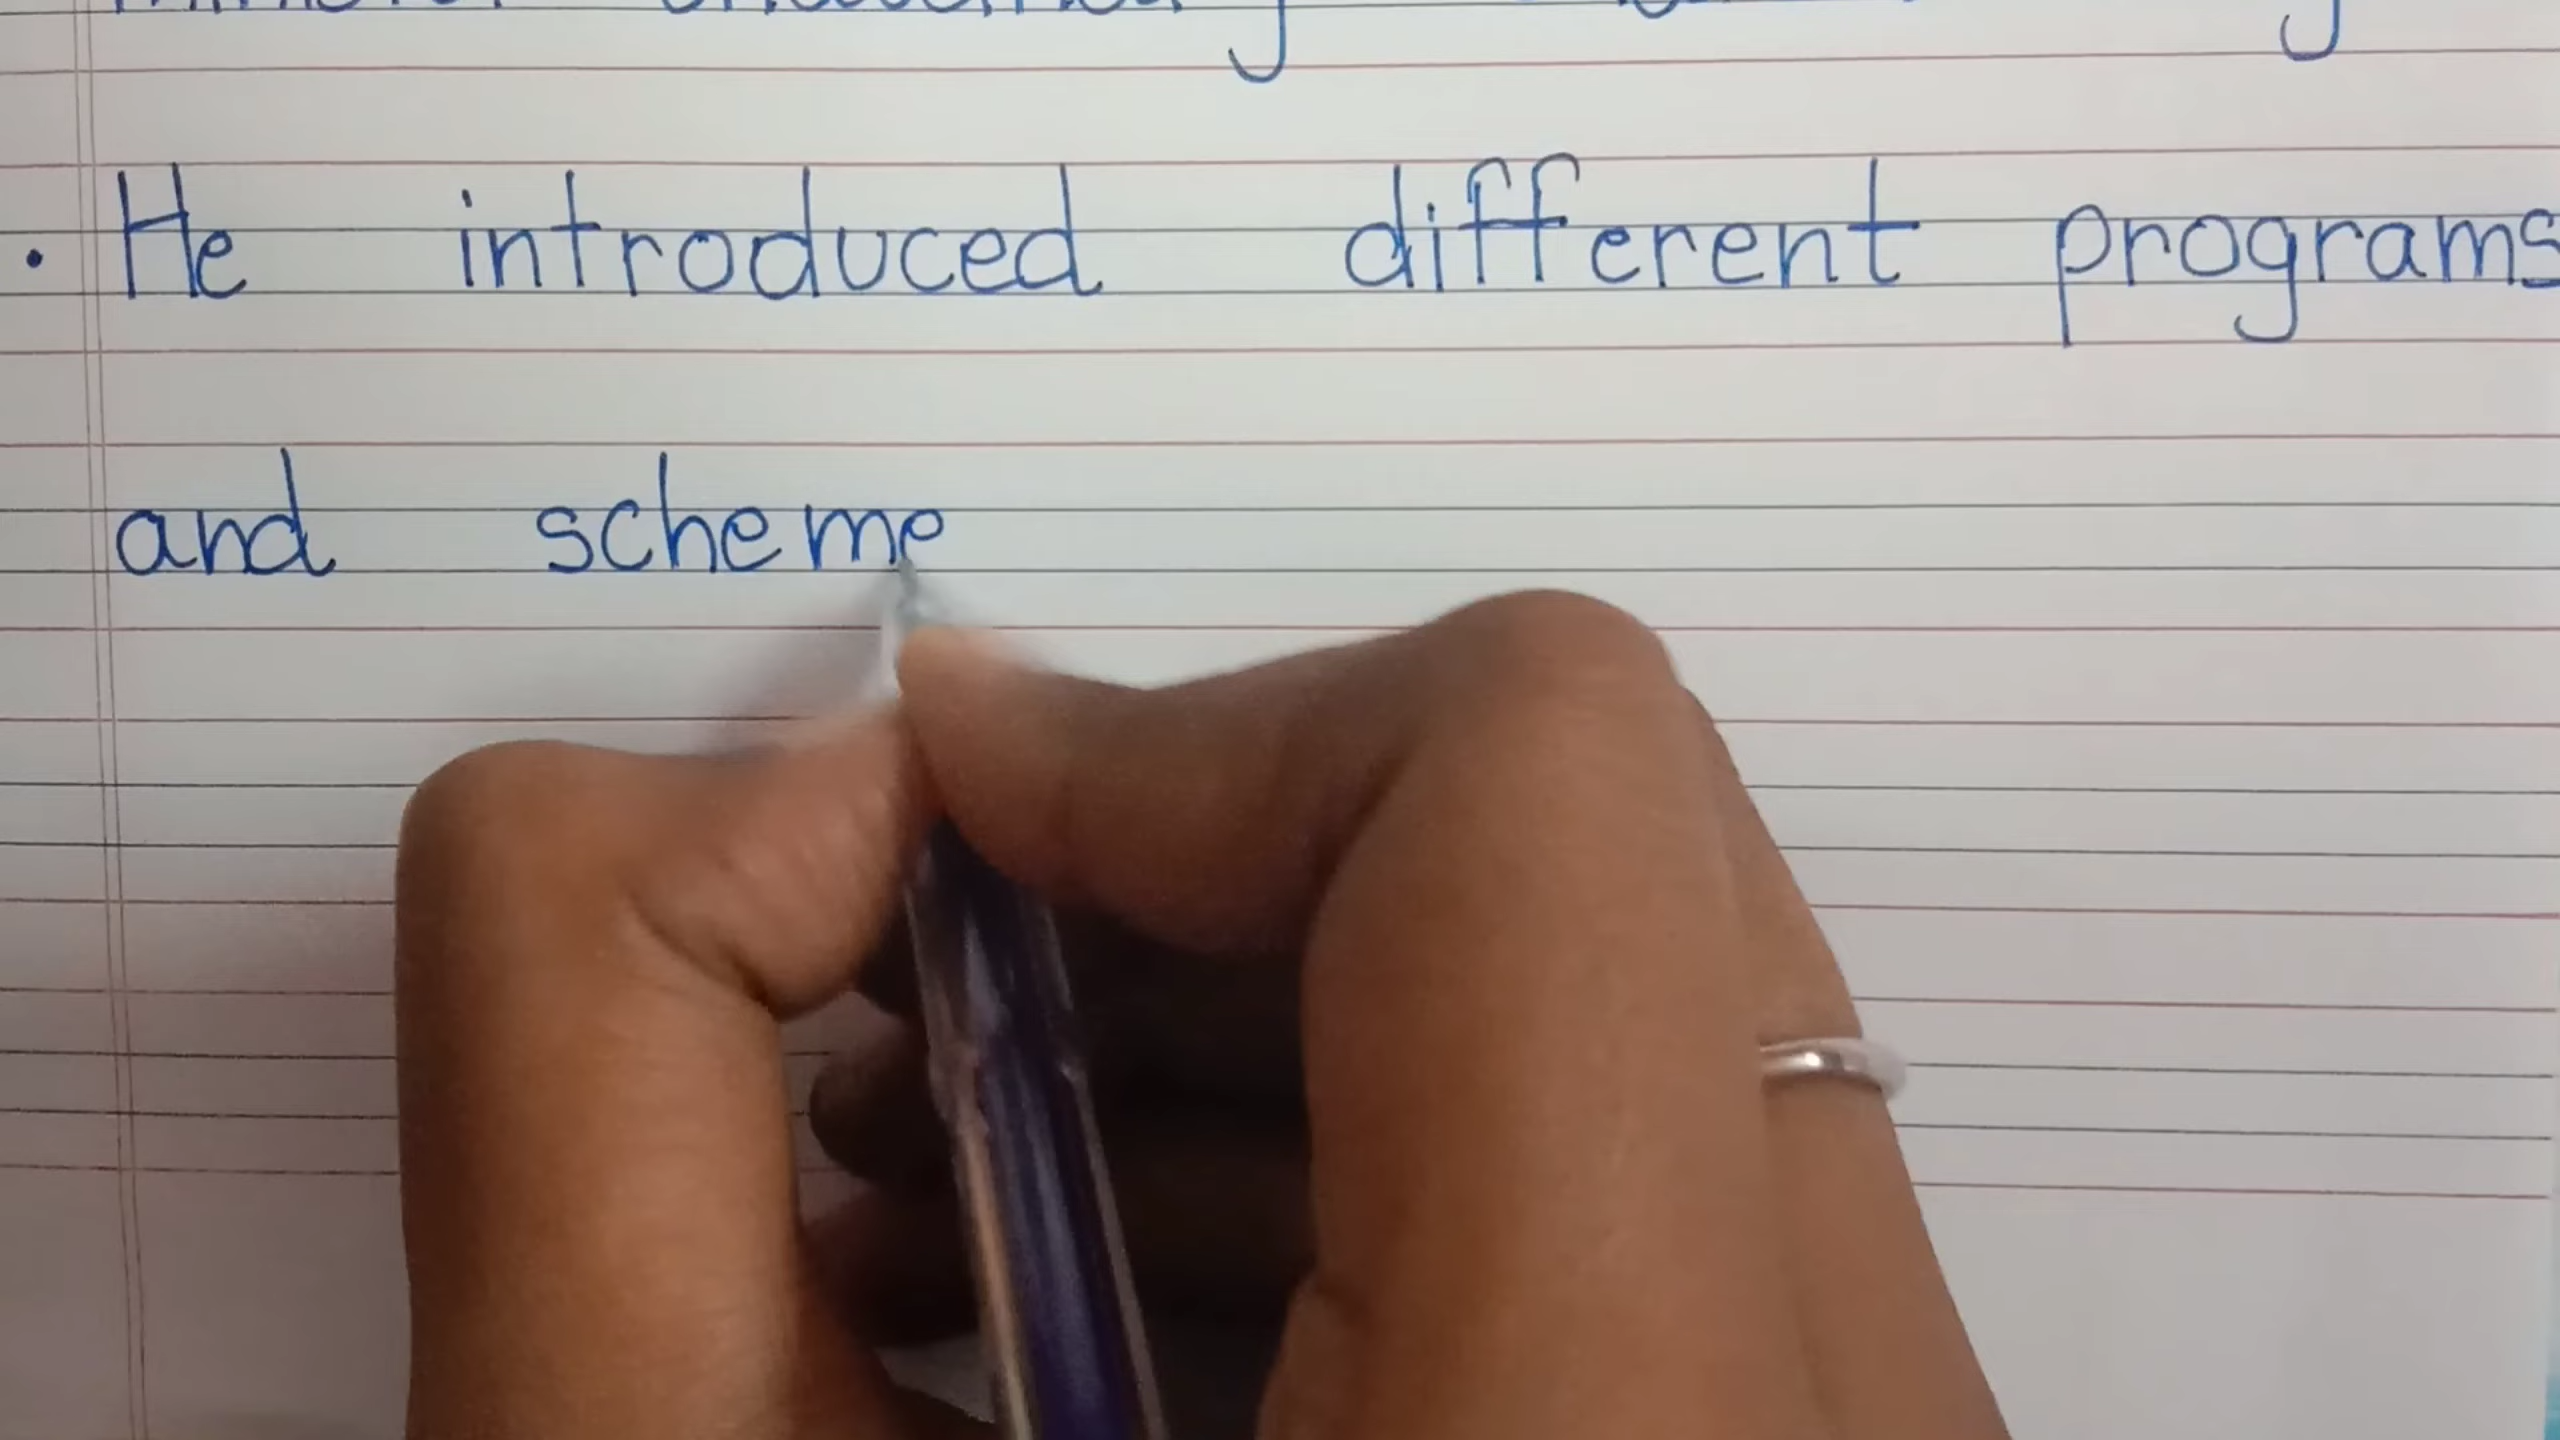 • He introduced different programs
and scheme